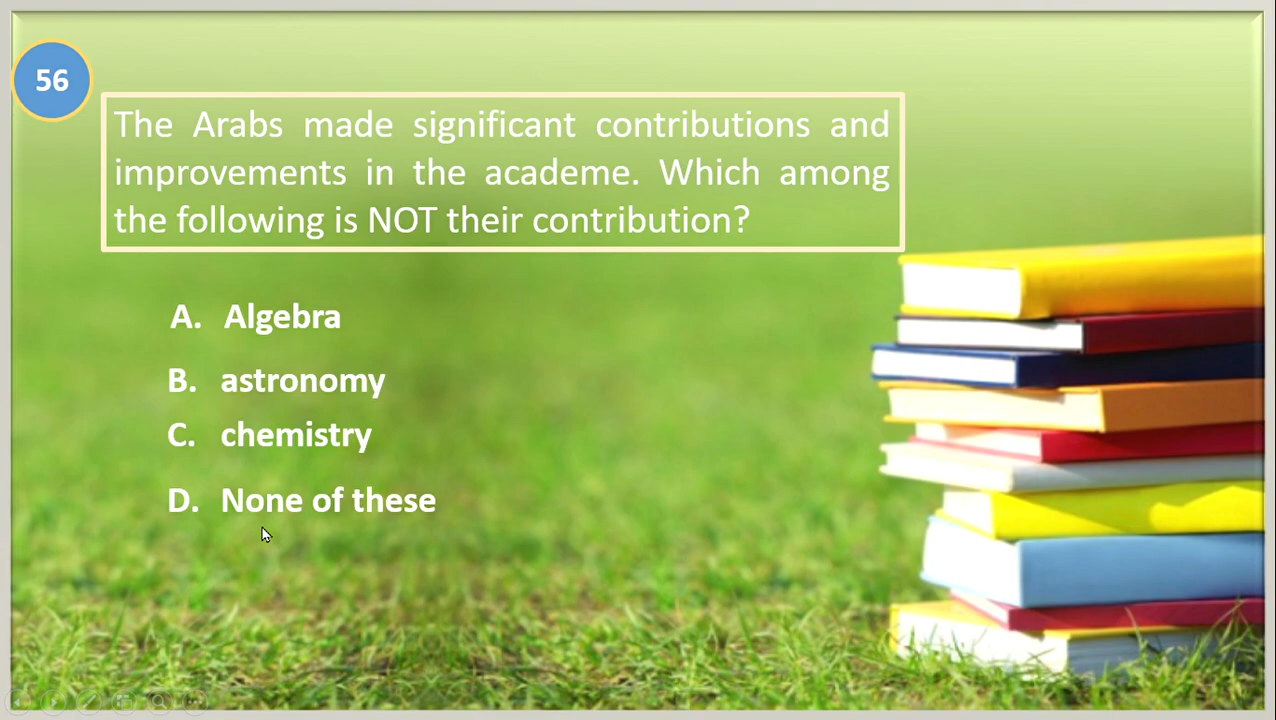 56
The Arabs made significant contributions and
improvements in the academe. Which among
the following is NOT their contribution?
A. Algebra
B. astronomy
C. chemistry
D. None of these